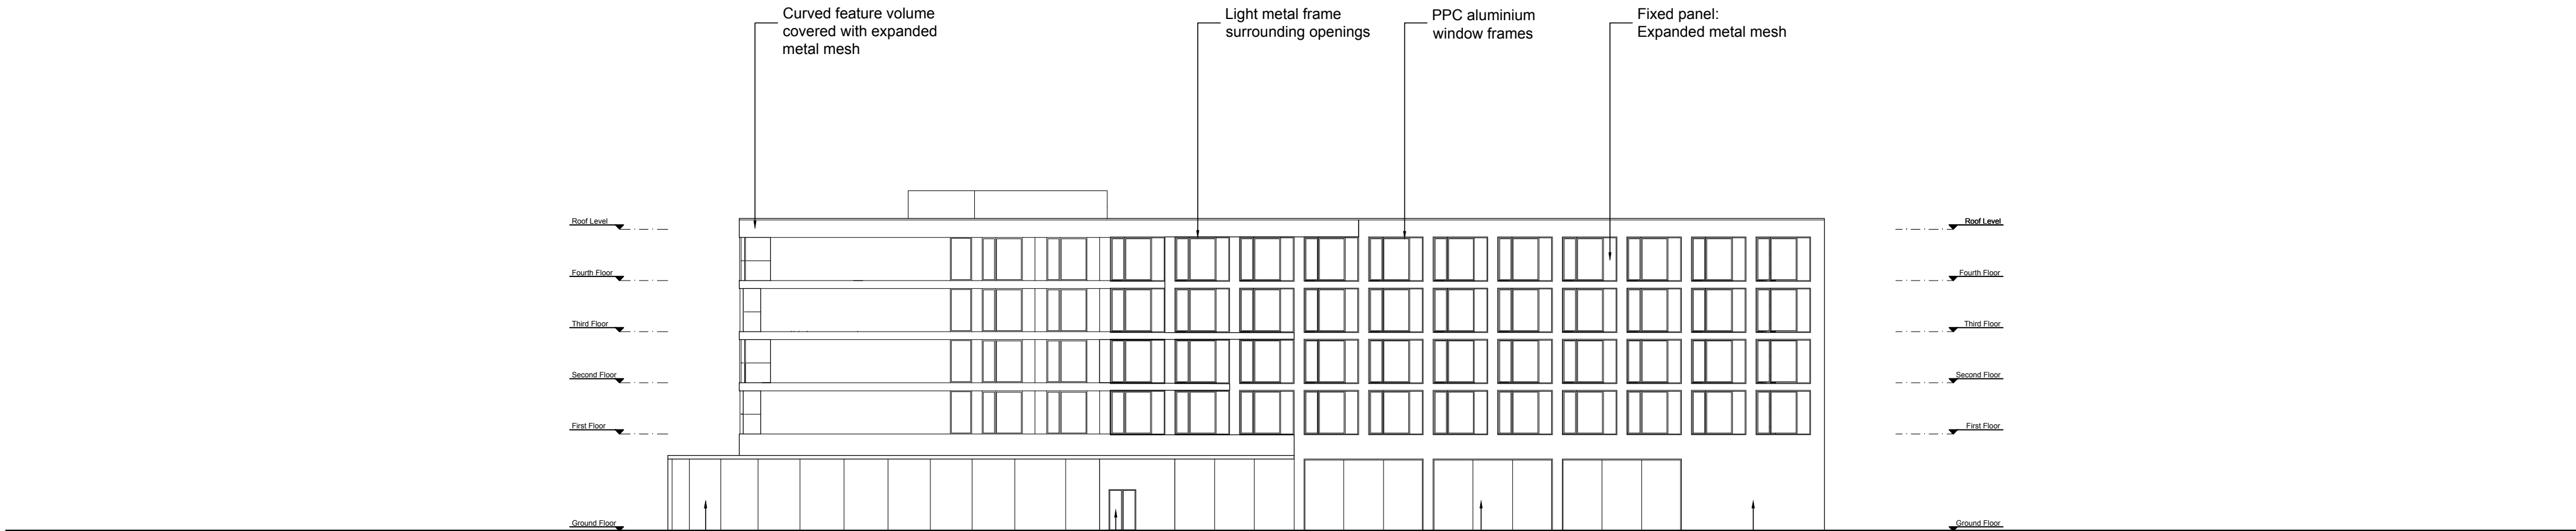 Curved feature volume
covered with expanded
metal mesh
Light metal frame
surrounding openings
PPC aluminium
window frames
Fixed panel:
Expanded metal mesh
Roof Level
Roof Level
Fourth Floor
Fourth Floor
Third Floor
Third Floor
Second Floor
Second Floor
First Floor
First Floor
Ground Floor
Ground Floor